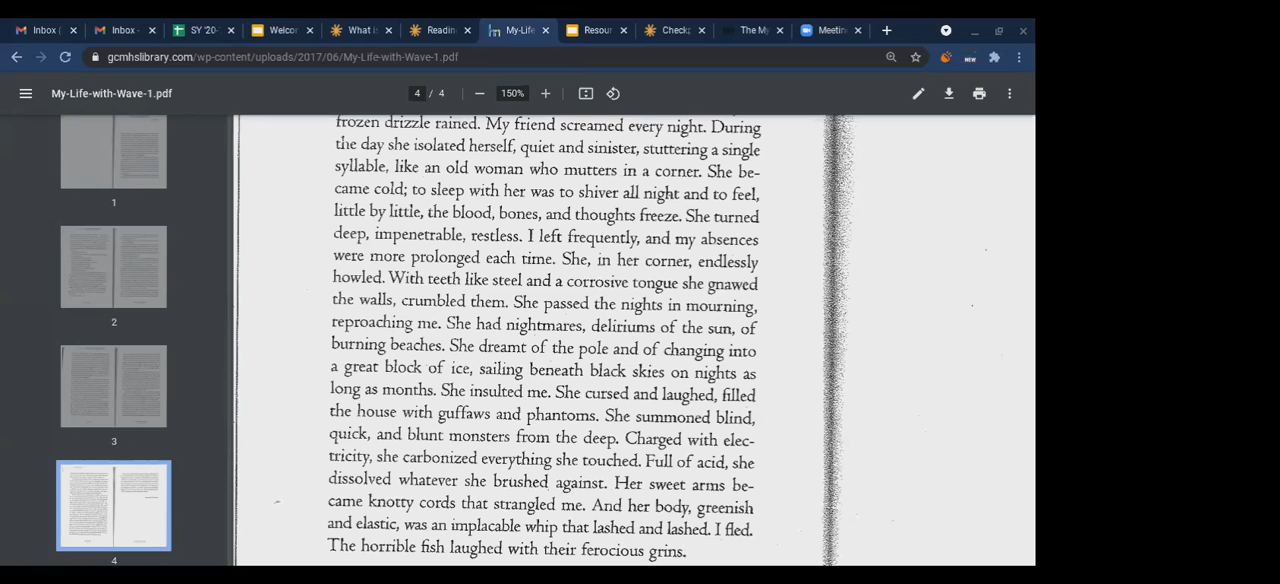 Inbox (
Inbox -
SY '20-
Welcor
What i
Readin
My-Life
Resour
Check
The My
Meetin
gcmhslibrary.com/wp-content/uploads/2017/06/My-Life-with-Wave-1.pdf
My-Life-with-Wave-1.pdf
4 / 4
150%
1
2
3
4
frozen drizzle rained. My friend screamed every night. During
the day she isolated herself, quiet and sinister, stuttering a single
syllable, like an old woman who mutters in a corner. She be-
came cold; to sleep with her was to shiver all night and to feel,
little by little, the blood, bones, and thoughts freeze. She turned
deep, impenetrable, restless. I left frequently, and my absences
were more prolonged each time. She, in her corner, endlessly
howled. With teeth like steel and a corrosive tongue she gnawed
the walls, crumbled them. She passed the nights in mourning,
reproaching me. She had nightmares, deliriums of the sun, of
burning beaches. She dreamt of the pole and of changing into
a great block of ice, sailing beneath black skies on nights as
long as months. She insulted me. She cursed and laughed, filled
the house with guffaws and phantoms. She summoned blind,
quick, and blunt monsters from the deep. Charged with elec-
tricity, she carbonized everything she touched. Full of acid, she
dissolved whatever she brushed against. Her sweet arms be-
came knotty cords that strangled me. And her body, greenish
and elastic, was an implacable whip that lashed and lashed. I fled.
The horrible fish laughed with their ferocious grins.